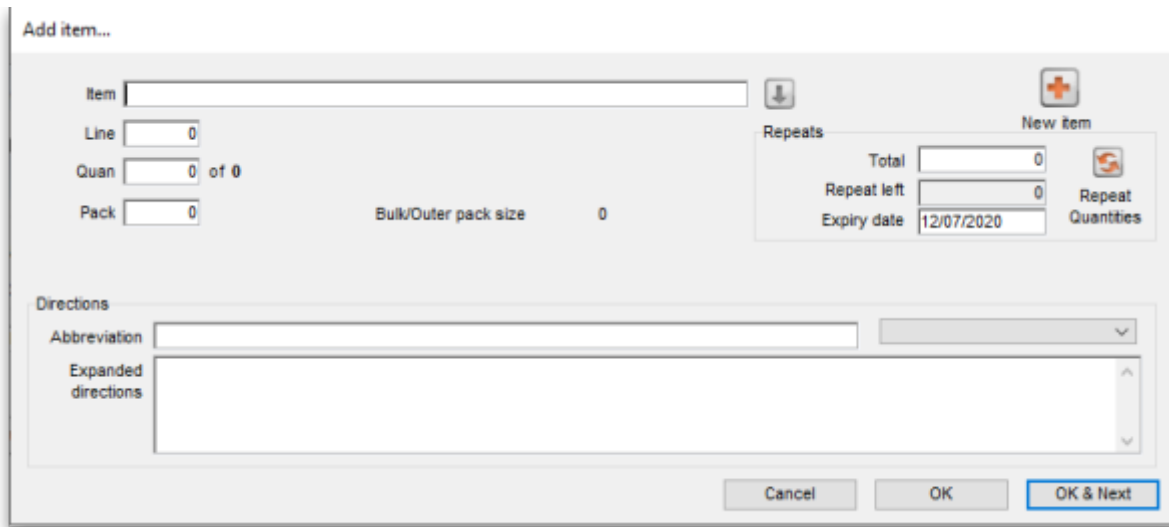 Add item...
Item
New item
Line 0
Repeats
Total 0
Quan 0 of 0
Repeat left 0
Repeat Quantities
Pack 0
Bulk/Outer pack size 0
Expiry date 12/07/2020
Directions
Abbreviation
Expanded directions
Cancel OK OK & Next